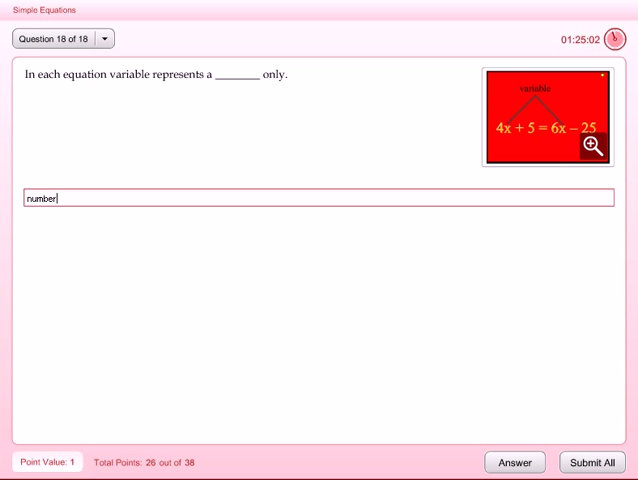 Simple Equations
Question 18 of 18
01:25:02
In each equation variable represents a ________ only.
variable
4x + 5 = 6x – 25
number
Point Value: 1
Total Points: 26 out of 38
Answer
Submit All